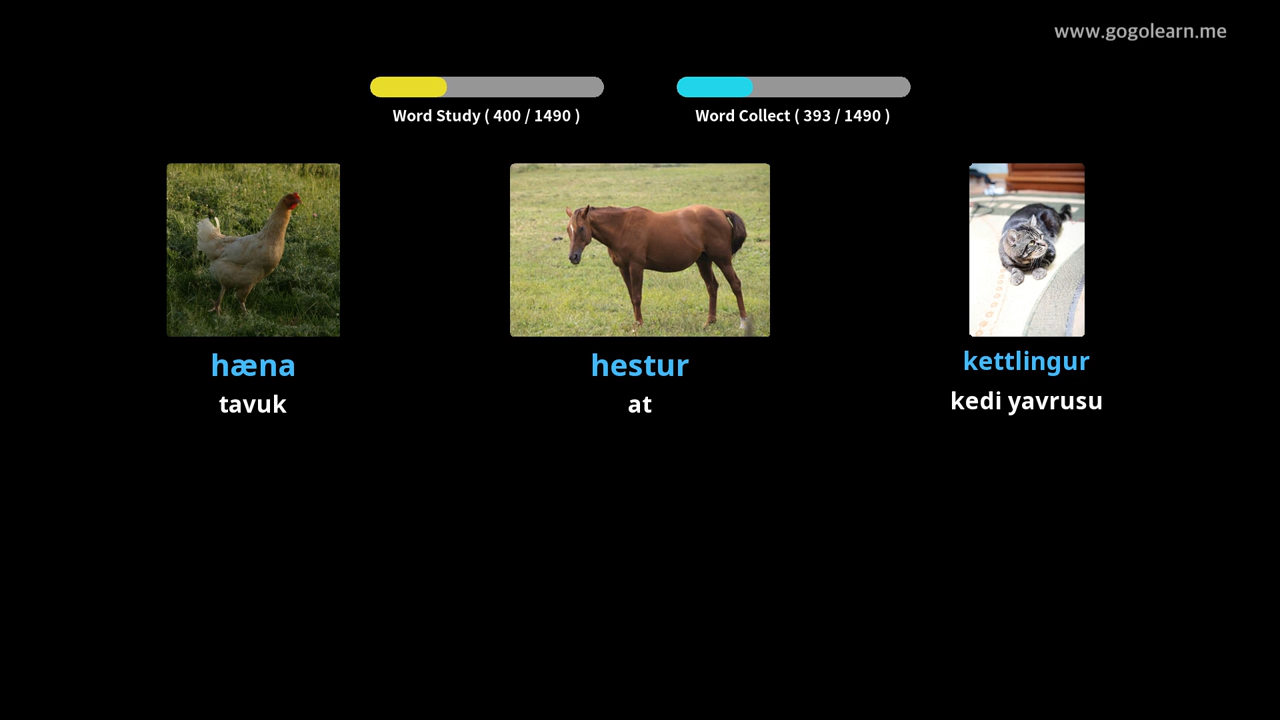 www.gogolearn.me
Word Study ( 400 / 1490 )
Word Collect ( 393 / 1490 )
hæna
tavuk
hestur
at
kettlingur
kedi yavrusu